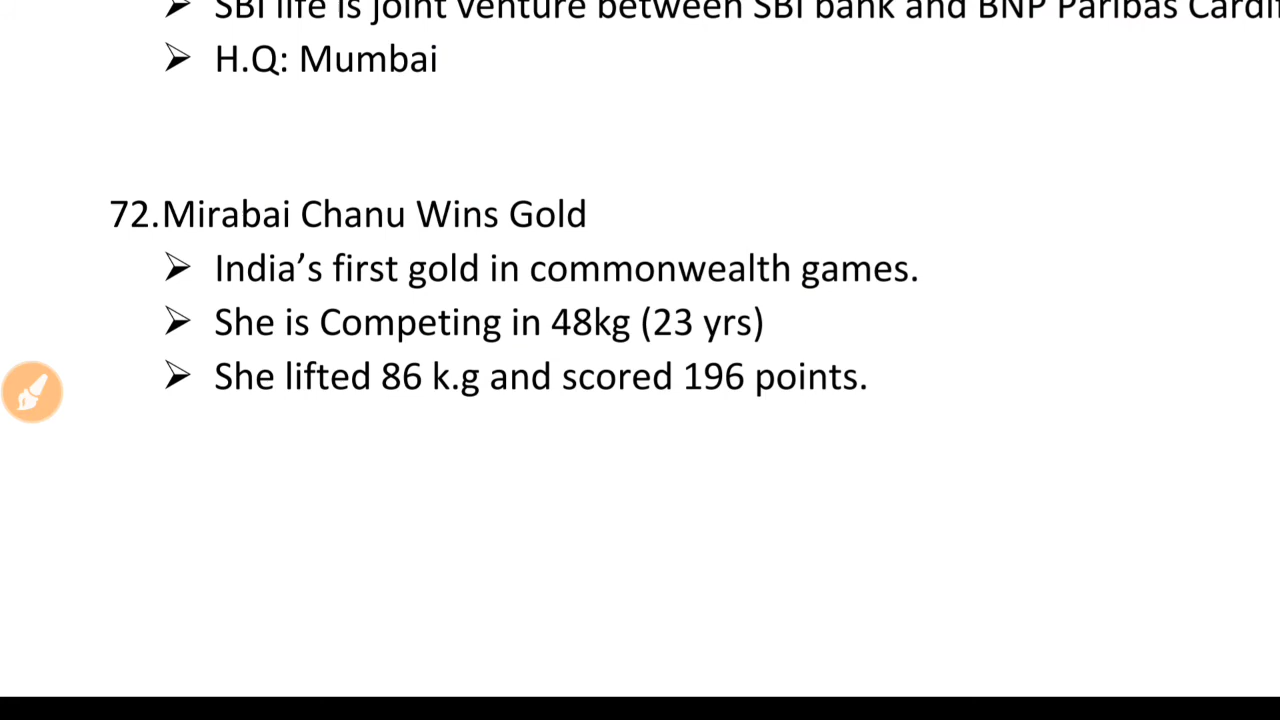 ➢ SBI life is joint venture between SBI bank and BNP Paribas
➢ H.Q: Mumbai
72.Mirabai Chanu Wins Gold
➢ India’s first gold in commonwealth games.
➢ She is Competing in 48kg (23 yrs)
➢ She lifted 86 k.g and scored 196 points.